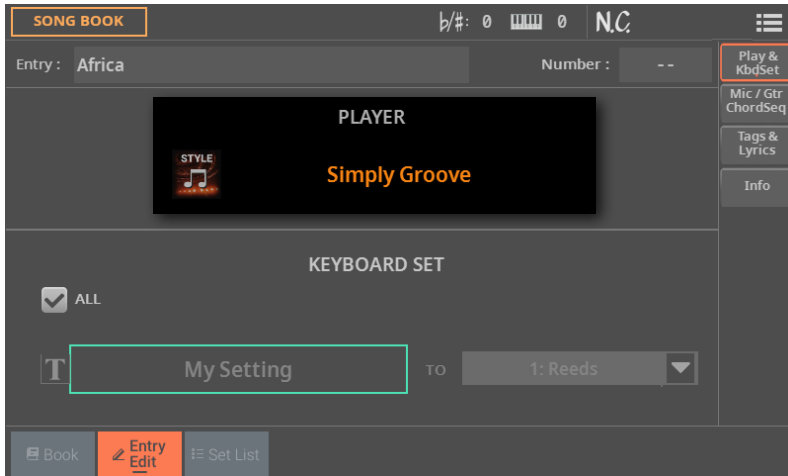 SONG BOOK
♭/#: 0 0 N.C.
Entry : Africa Number : --
Play & KbdSet
Mic / Gtr ChordSeq
Tags & Lyrics
Info
PLAYER
STYLE
Simply Groove
KEYBOARD SET
ALL
T My Setting TO 1: Reeds
Book Entry Edit Set List